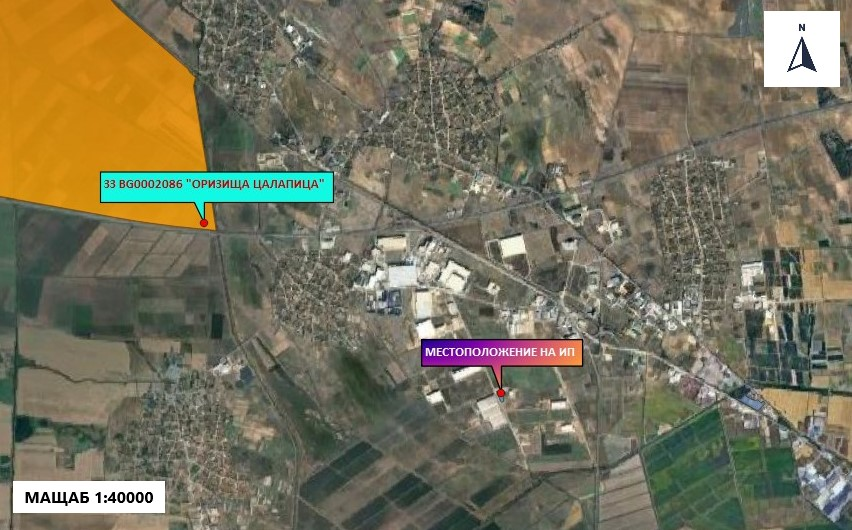 N
33 BG0002086 "ОРИЗИЩА ЦАЛАПИЦА"
МЕСТОПОЛОЖЕНИЕ НА ИП
МАЩАБ 1:40000